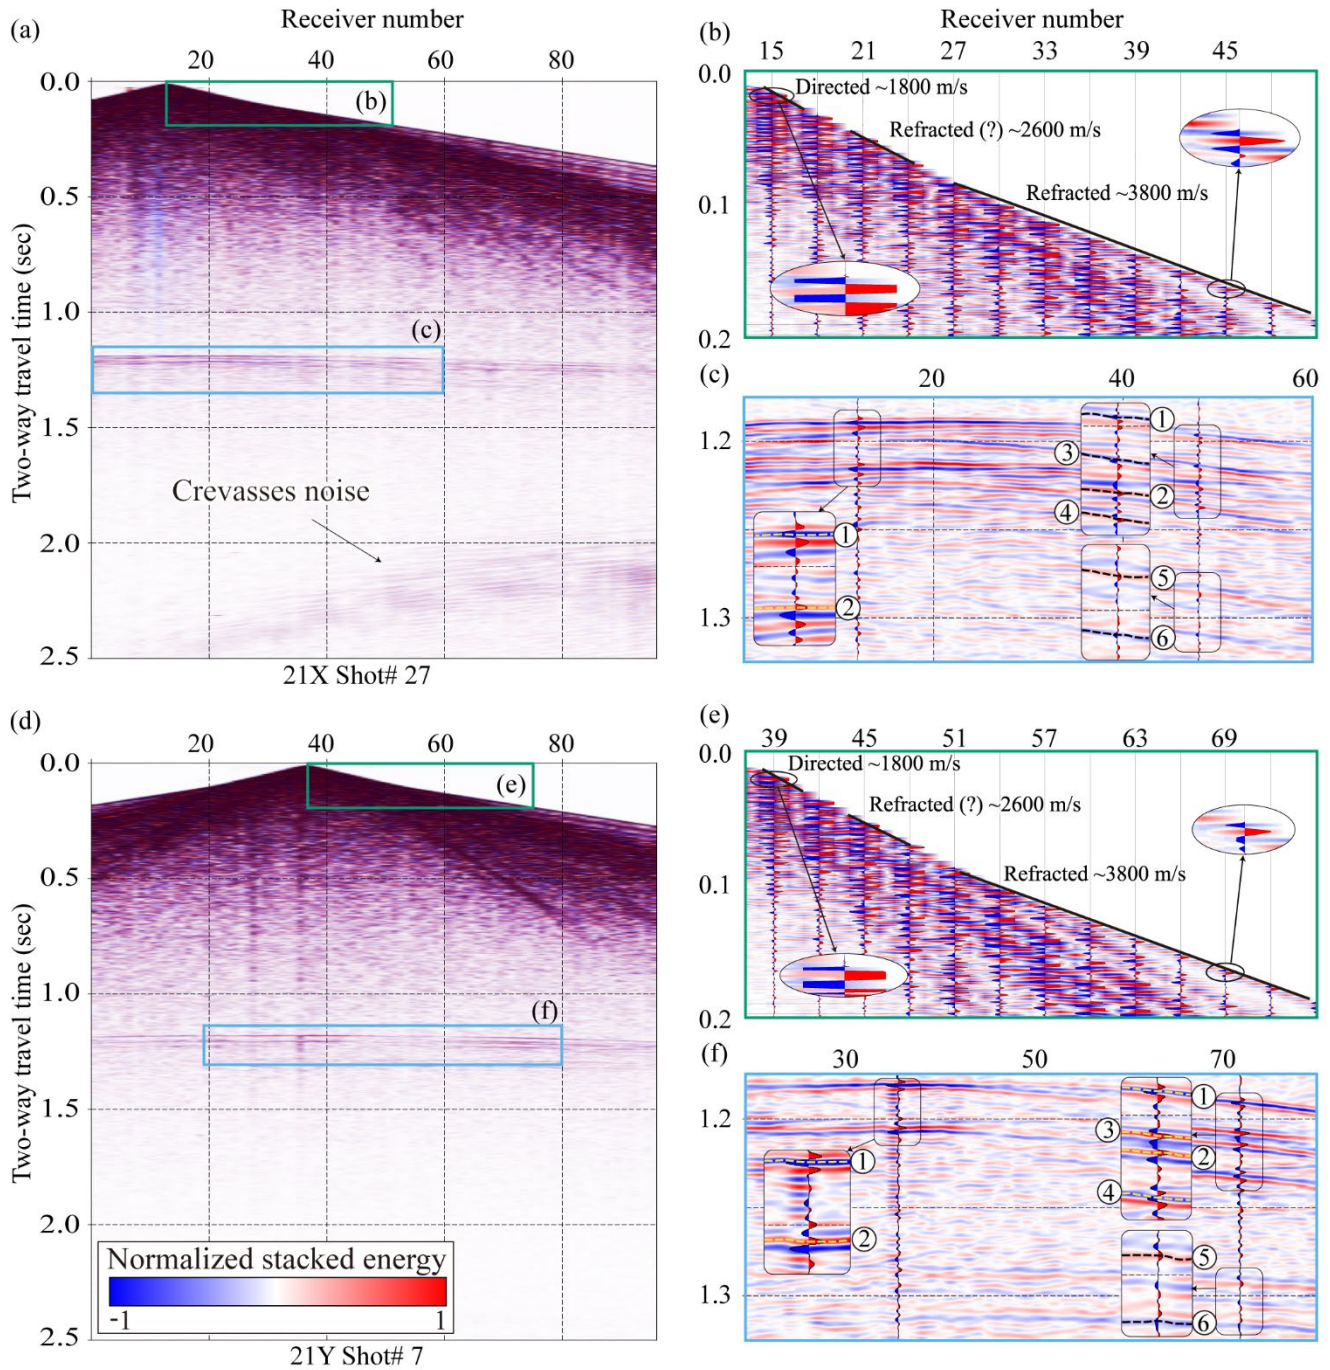 (a)
Receiver number
20 40 60 80
0.0
0.5
1.0
1.5
2.0
2.5
Two-way travel time (sec)
(b)
(c)
Crevasses noise
21X Shot# 27
(b)
Receiver number
15 21 27 33 39 45
0.0
0.1
0.2
Directed ~1800 m/s
Refracted (?) ~2600 m/s
Refracted ~3800 m/s
(c)
20 40 60
1.2
1.3
1
2
1
3
2
4
5
6
(d)
20 40 60 80
0.0
0.5
1.0
1.5
2.0
2.5
Two-way travel time (sec)
(e)
(f)
Normalized stacked energy
-1 1
21Y Shot# 7
(e)
39 45 51 57 63 69
0.0
0.1
0.2
Directed ~1800 m/s
Refracted (?) ~2600 m/s
Refracted ~3800 m/s
(f)
30 50 70
1.2
1.3
1
2
1
3
2
4
5
6